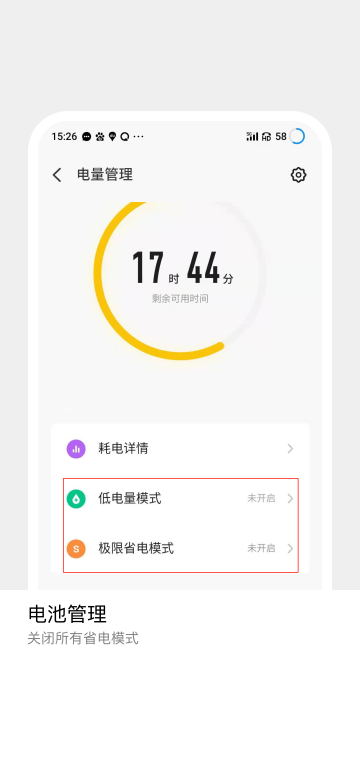 15:26 58
电量管理
17时44分
剩余可用时间
耗电详情
低电量模式 未开启
极限省电模式 未开启
电池管理
关闭所有省电模式